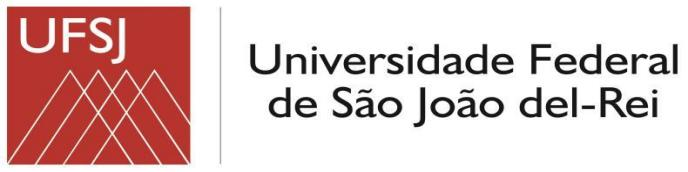 UFSJ
Universidade Federal
de São João del-Rei